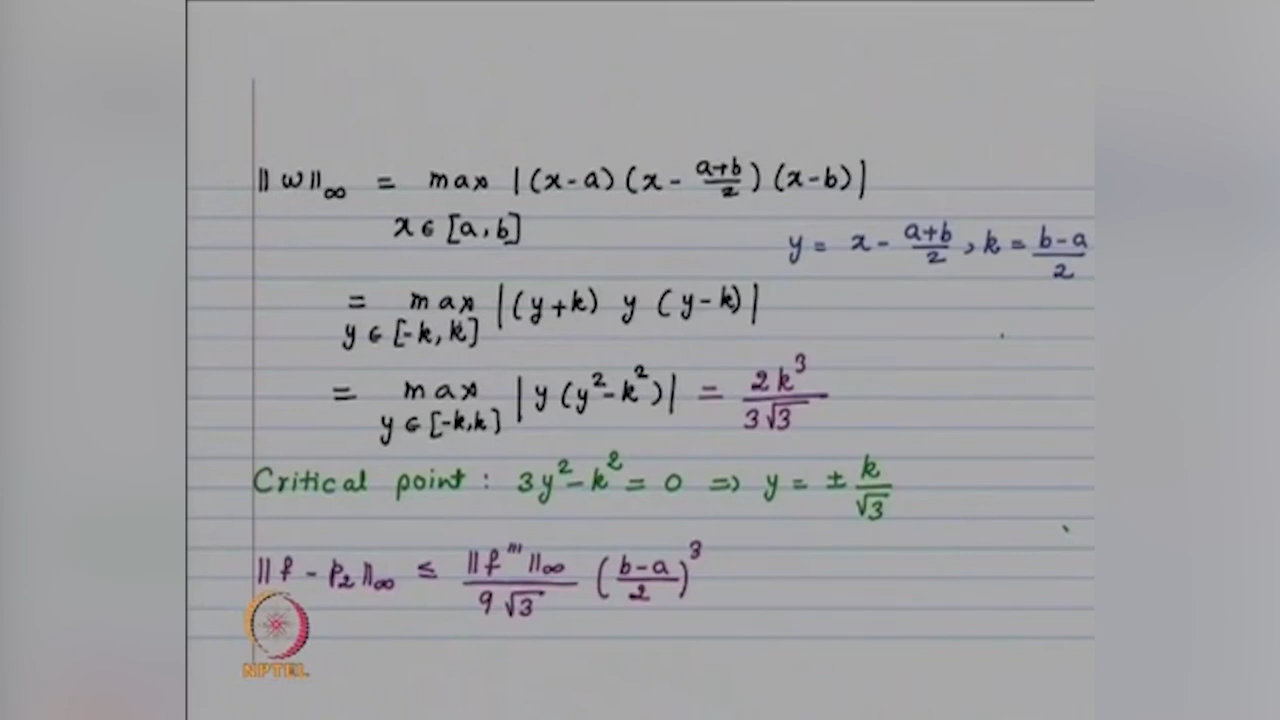 ‖ω‖∞ = max |(x-a)(x - (a+b)/2)(x-b)|
x ∈ [a, b]
y = x - (a+b)/2, k = (b-a)/2
= max |(y+k) y (y-k)|
y ∈ [-k, k]
= max |y(y²-k²)| = 2k³/(3√3)
y ∈ [-k, k]
Critical point : 3y²-k² = 0 ⇒ y = ± k/√3
‖f - p₂‖∞ ≤ ‖f'''‖∞/(9√3) ((b-a)/2)³
NPTEL